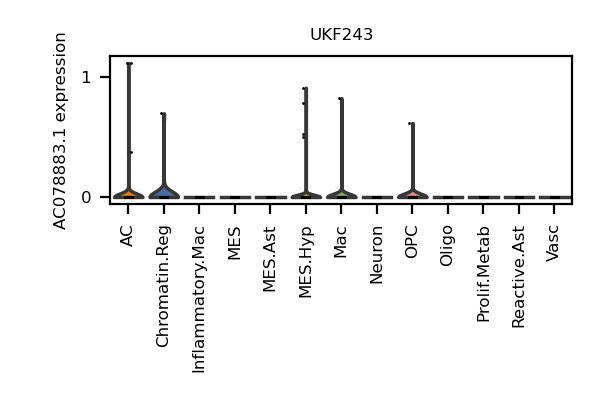 UKF243
AC078883.1 expression
1
0
AC
Chromatin.Reg
Inflammatory.Mac
MES
MES.Ast
MES.Hyp
Mac
Neuron
OPC
Oligo
Prolif.Metab
Reactive.Ast
Vasc